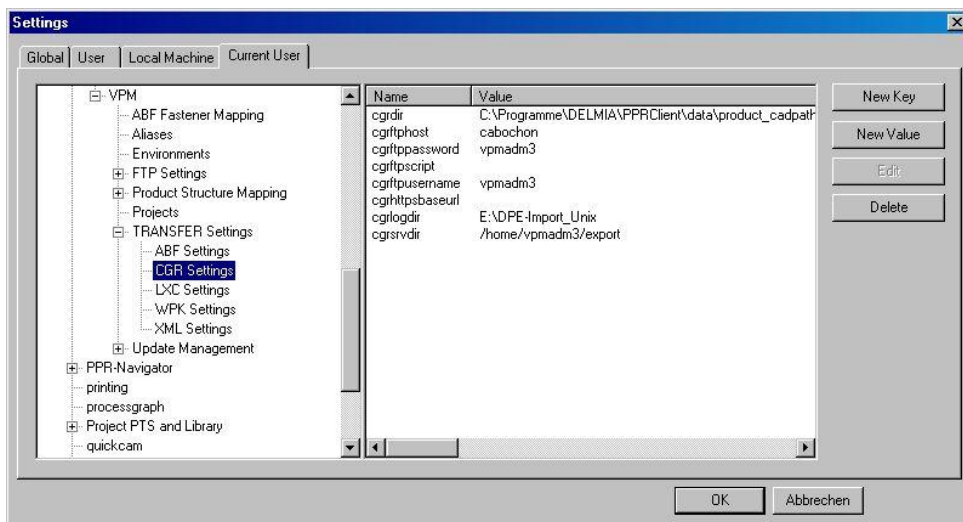 Settings
Global User Local Machine Current User
VPM
ABF Fastener Mapping
Aliases
Environments
FTP Settings
Product Structure Mapping
Projects
TRANSFER Settings
ABF Settings
CGR Settings
LXC Settings
WPK Settings
XML Settings
Update Management
PPR-Navigator
printing
processgraph
Project PTS and Library
quickcam
Name Value
cgrdir C:\Programme\DELMIA\PPRClient\data\product_cadpath
cgrftphost cabochon
cgrftppassword vpmadm3
cgrftpscript
cgrftpusername vpmadm3
cgrhttpsbaseurl
cgrlogdir E:\DPE-Import_Unix
cgrsrvdir /home/vpmadm3/export
New Key
New Value
Edit
Delete
OK Abbrechen